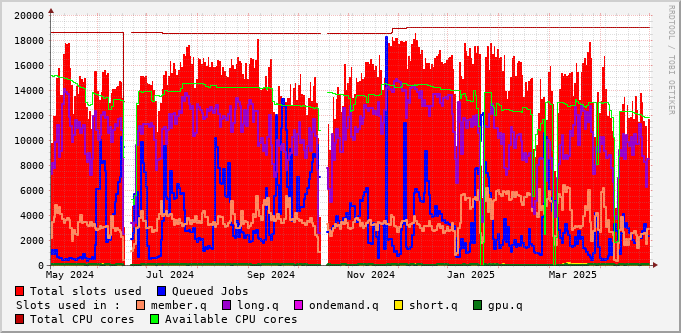 20000
18000
16000
14000
12000
10000
8000
6000
4000
2000
0
May 2024 Jul 2024 Sep 2024 Nov 2024 Jan 2025 Mar 2025
Total slots used Queued Jobs
Slots used in : member.q long.q ondemand.q short.q gpu.q
Total CPU cores Available CPU cores
RRDTOOL / TOBI OETIKER